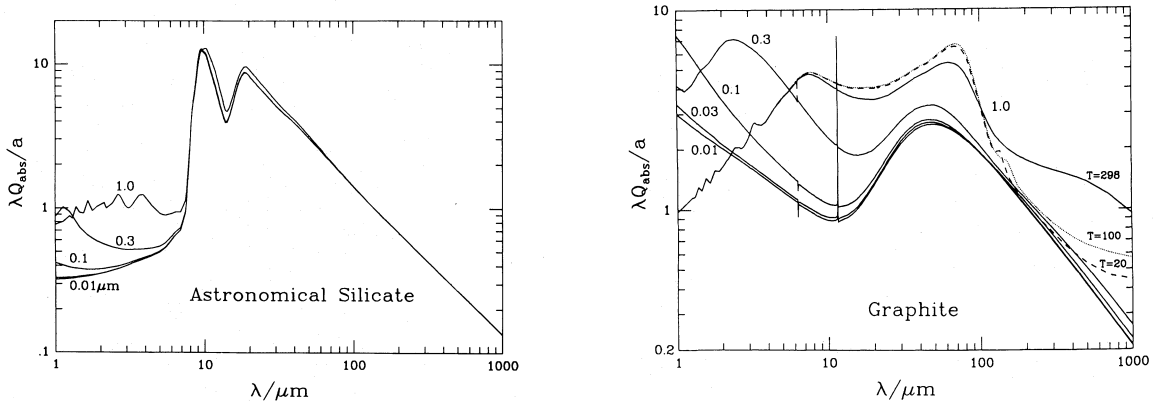 λQabs/a
10
1
.1
1.0
0.3
0.1
0.01μm
Astronomical Silicate
1
10
100
1000
λ/μm
λQabs/a
10
1
0.2
0.3
0.1
0.03
0.01
1.0
T=298
T=100
T=20
Graphite
1
10
100
1000
λ/μm